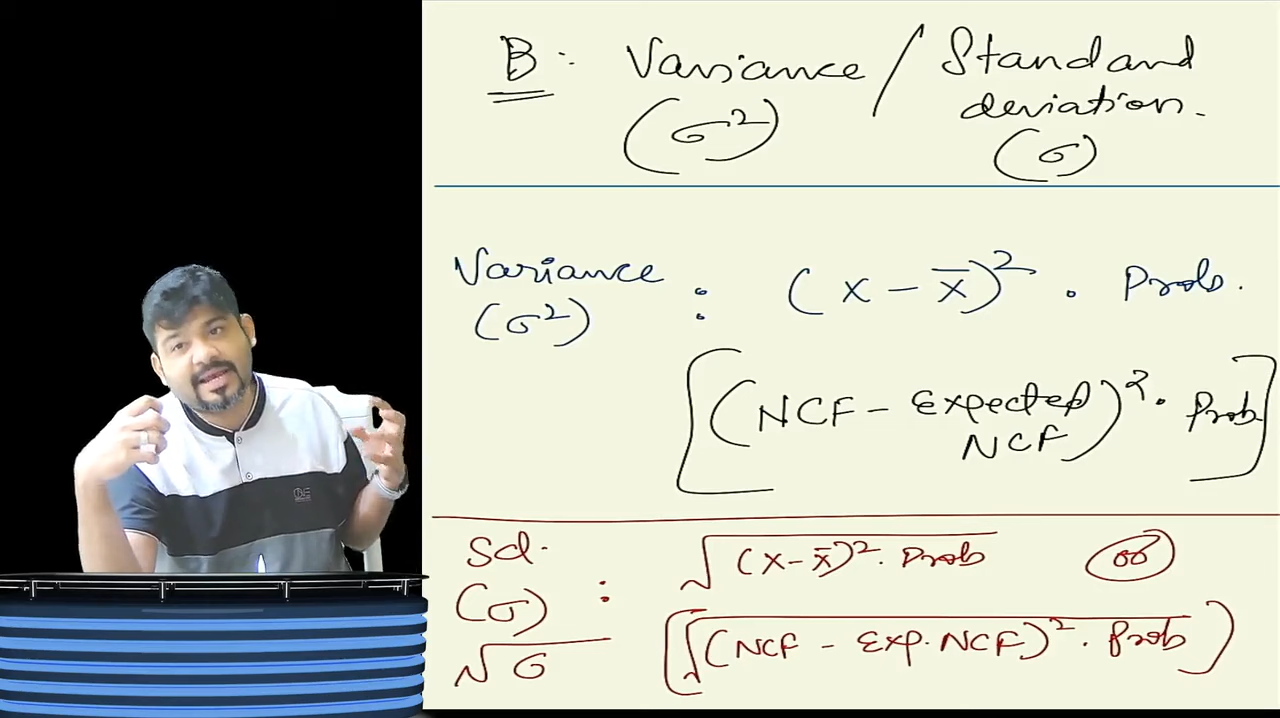 B: Variance / Standard
deviation.
(σ²) (σ)
Variance : (x - x̄)² . Prob.
(σ²)
[(NCF - Expected NCF)² . Prob]
Sd. : √(x-x̄)² . Prob or
(σ)
√σ [√(NCF - Exp. NCF)² . Prob]